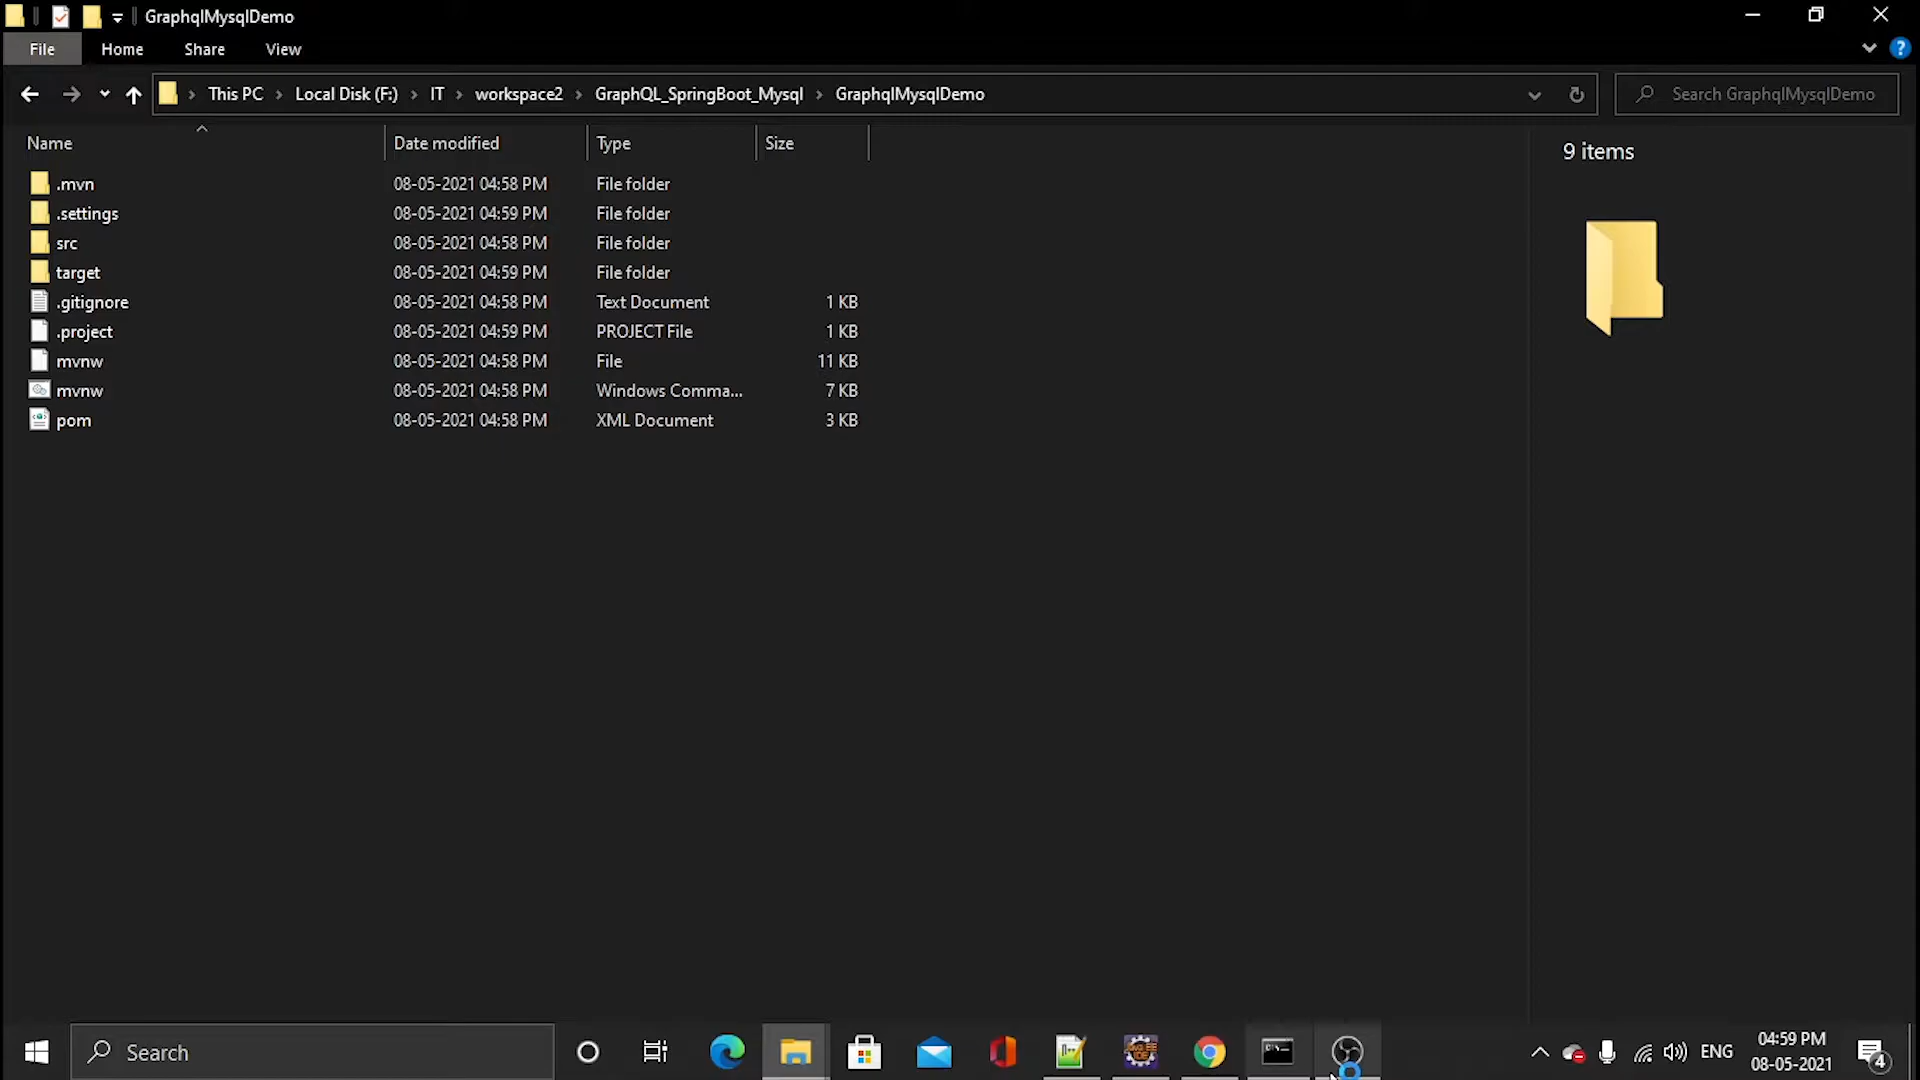 GraphqlMysqlDemo
File Home Share View
This PC Local Disk (F:) IT workspace2 GraphQL_SpringBoot_Mysql GraphqlMysqlDemo
Search GraphqlMysqlDemo
Name Date modified Type Size
.mvn 08-05-2021 04:58 PM File folder
.settings 08-05-2021 04:59 PM File folder
src 08-05-2021 04:58 PM File folder
target 08-05-2021 04:59 PM File folder
.gitignore 08-05-2021 04:58 PM Text Document 1 KB
.project 08-05-2021 04:59 PM PROJECT File 1 KB
mvnw 08-05-2021 04:58 PM File 11 KB
mvnw 08-05-2021 04:58 PM Windows Comma... 7 KB
pom 08-05-2021 04:58 PM XML Document 3 KB
9 items
Search
ENG
04:59 PM
08-05-2021
4